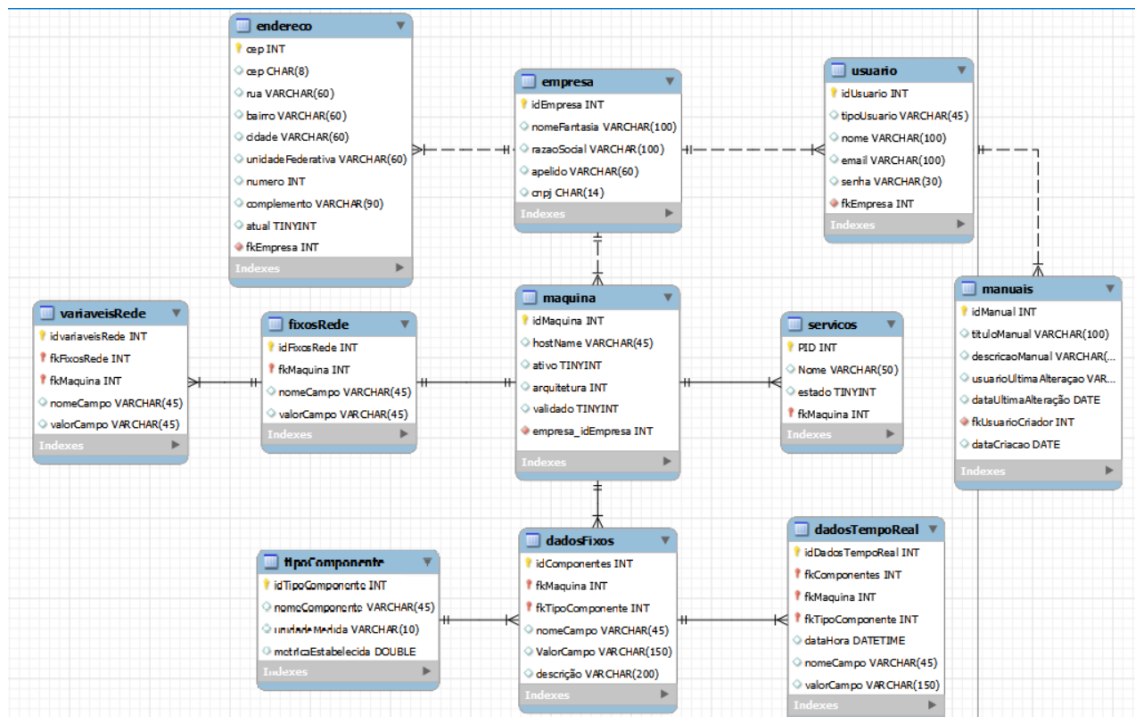 endereco
cep INT
cep CHAR(8)
rua VARCHAR(60)
bairro VARCHAR(60)
cidade VARCHAR(60)
unidadeFederativa VARCHAR(60)
numero INT
complemento VARCHAR(90)
atual TINYINT
fkEmpresa INT
Indexes
empresa
idEmpresa INT
nomeFantasia VARCHAR(100)
razaoSocial VARCHAR(100)
apelido VARCHAR(60)
cnpj CHAR(14)
Indexes
usuario
idUsuario INT
tipoUsuario VARCHAR(45)
nome VARCHAR(100)
email VARCHAR(100)
senha VARCHAR(30)
fkEmpresa INT
Indexes
variaveisRede
idvariaveisRede INT
fkFixosRede INT
fkMaquina INT
nomeCampo VARCHAR(45)
valorCampo VARCHAR(45)
Indexes
fixosRede
idFixosRede INT
fkMaquina INT
nomeCampo VARCHAR(45)
valorCampo VARCHAR(45)
Indexes
maquina
idMaquina INT
hostName VARCHAR(45)
ativo TINYINT
arquitetura INT
validado TINYINT
empresa_idEmpresa INT
Indexes
servicos
PID INT
Nome VARCHAR(50)
estado TINYINT
fkMaquina INT
Indexes
manuais
idManual INT
tituloManual VARCHAR(100)
descricaoManual VARCHAR(...
usuarioUltimaAlteraçao VAR...
dataUltimaAlteração DATE
fkUsuarioCriador INT
dataCriacao DATE
Indexes
tipoComponente
idTipoComponente INT
nomeComponente VARCHAR(45)
unidadeMedida VARCHAR(10)
metricaEstabelecida DOUBLE
Indexes
dadosFixos
idComponentes INT
fkMaquina INT
fkTipoComponente INT
nomeCampo VARCHAR(45)
ValorCampo VARCHAR(150)
descrição VARCHAR(200)
Indexes
dadosTempoReal
idDadosTempoReal INT
fkComponentes INT
fkMaquina INT
fkTipoComponente INT
dataHora DATETIME
nomeCampo VARCHAR(45)
valorCampo VARCHAR(150)
Indexes